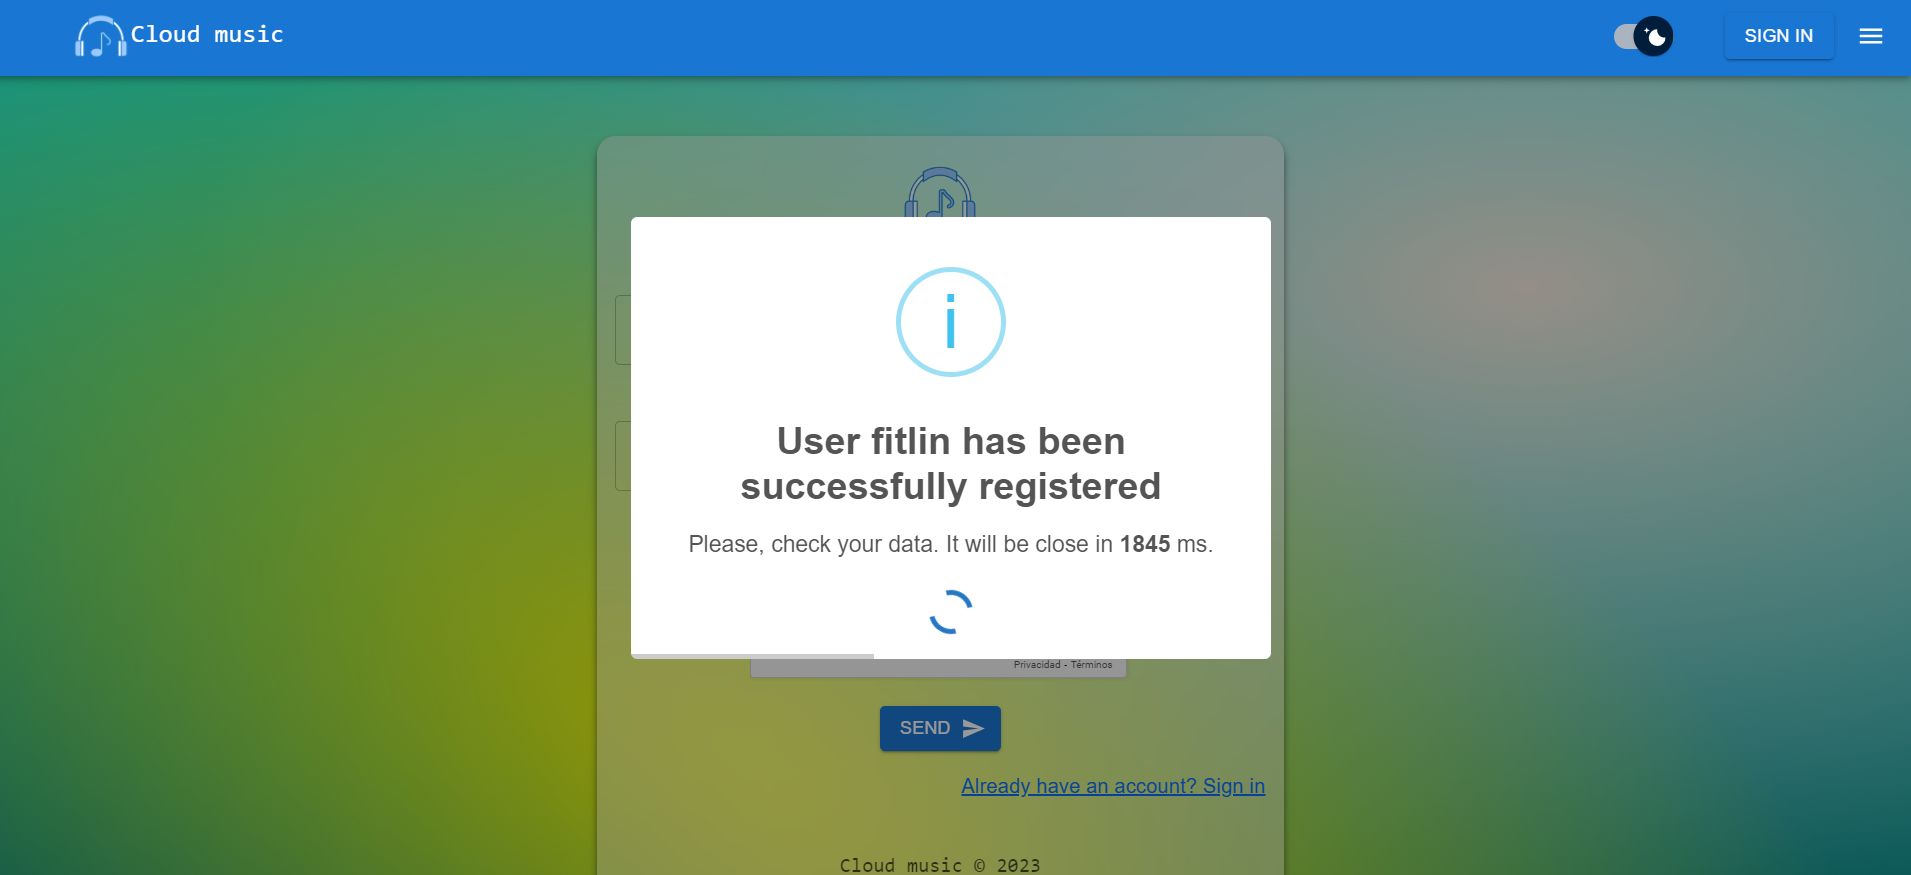 Cloud music
SIGN IN
User fitlin has been
successfully registered
Please, check your data. It will be close in 1845 ms.
Privacidad - Términos
SEND
Already have an account? Sign in
Cloud music © 2023